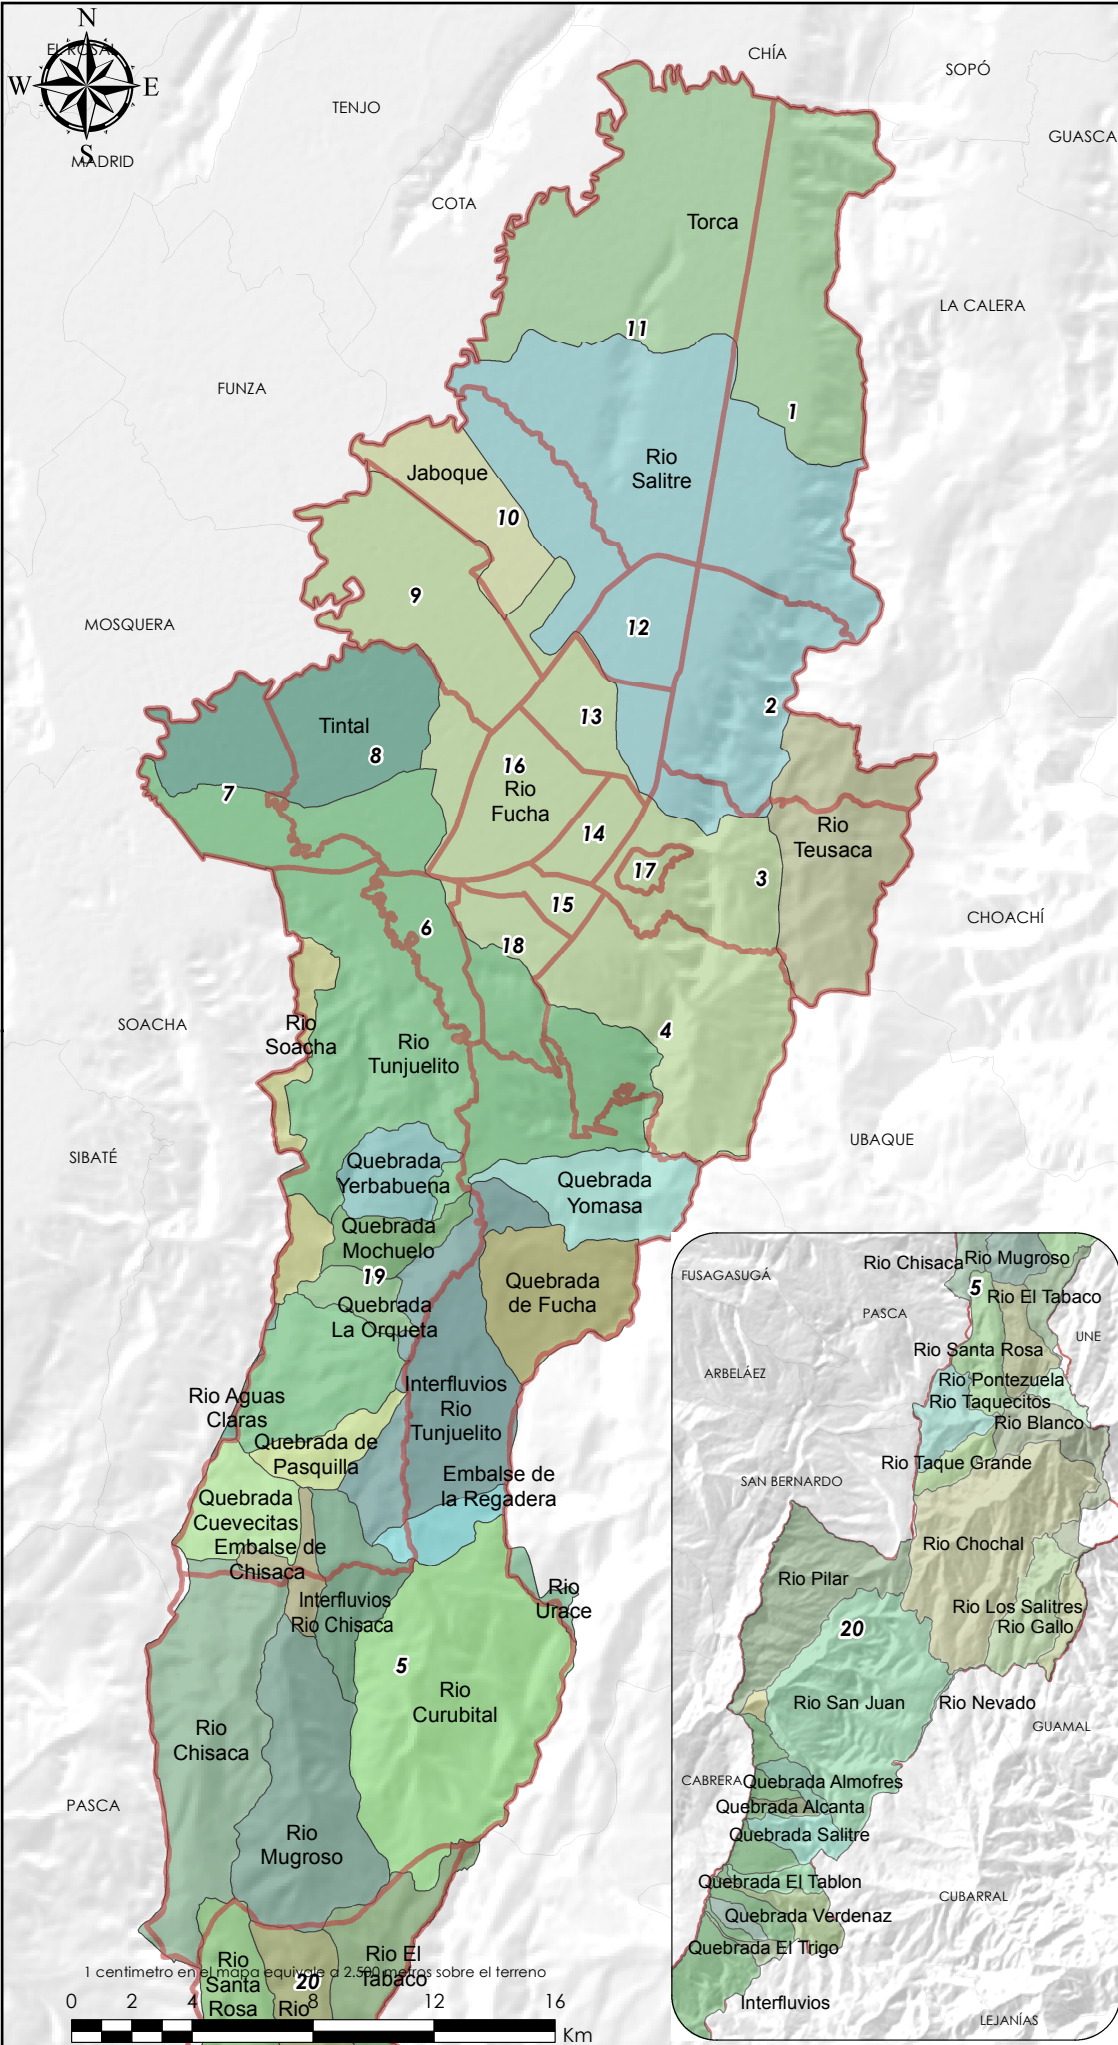 N
EL ROSAL
W
E
S
MADRID
CHÍA
SOPÓ
TENJO
GUASCA
COTA
Torca
LA CALERA
11
FUNZA
1
Rio
Salitre
Jaboque
10
9
MOSQUERA
12
2
13
Tintal
8
16
Rio
Fucha
7
14
Rio
Teusaca
17
3
15
CHOACHÍ
6
18
SOACHA
Rio
Soacha
4
Rio
Tunjuelito
UBAQUE
SIBATÉ
Quebrada
Yerbabuena
Quebrada
Yomasa
Quebrada
Mochuelo
19
Quebrada
de Fucha
Quebrada
La Orqueta
Rio Aguas
Claras
Interfluvios
Rio
Tunjuelito
Quebrada de
Pasquilla
Embalse de
la Regadera
Quebrada
Cuevecitas
Embalse de
Chisaca
Interfluvios
Rio Chisaca
Rio
Urace
5
Rio
Curubital
Rio
Chisaca
PASCA
Rio
Mugroso
Rio
Santa
Rosa
20
Rio
Rio El
Tabaco
1 centimetro en el mapa equivale a 2.500 metros sobre el terreno
0 2 4 8 12 16
Km
Rio Chisaca
Rio Mugroso
FUSAGASUGÁ
5
Rio El Tabaco
PASCA
UNE
Rio Santa Rosa
ARBELÁEZ
Rio Pontezuela
Rio Taquecitos
Rio Blanco
Rio Taque Grande
SAN BERNARDO
Rio Chochal
Rio Pilar
Rio Los Salitres
Rio Gallo
20
Rio San Juan
Rio Nevado
GUAMAL
CABRERA
Quebrada Almofres
Quebrada Alcanta
Quebrada Salitre
Quebrada El Tablon
CUBARRAL
Quebrada Verdenaz
Quebrada El Trigo
Interfluvios
LEJANÍAS